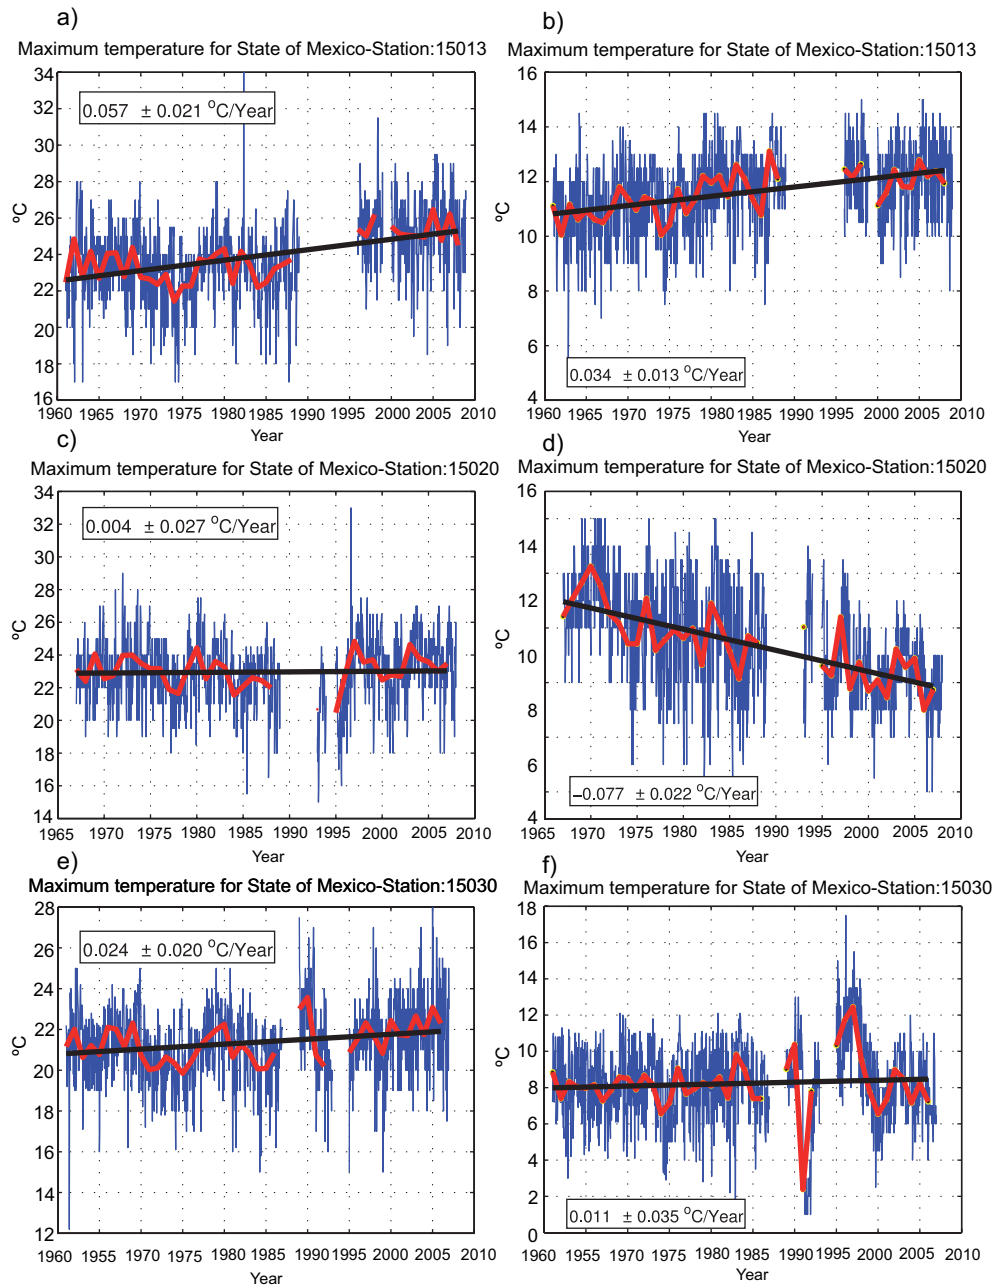 a)
Maximum temperature for State of Mexico-Station:15013
34
32
30
28
26
24
22
20
18
16
ºC
0.057 ± 0.021 °C/Year
1960 1965 1970 1975 1980 1985 1990 1995 2000 2005 2010
Year
b)
Maximum temperature for State of Mexico-Station:15013
16
14
12
10
8
6
4
ºC
0.034 ± 0.013 °C/Year
1960 1965 1970 1975 1980 1985 1990 1995 2000 2005 2010
Year
c)
Maximum temperature for State of Mexico-Station:15020
34
32
30
28
26
24
22
20
18
16
14
ºC
0.004 ± 0.027 °C/Year
1965 1970 1975 1980 1985 1990 1995 2000 2005 2010
Year
d)
Maximum temperature for State of Mexico-Station:15020
16
14
12
10
8
6
4
ºC
−0.077 ± 0.022 °C/Year
1965 1970 1975 1980 1985 1990 1995 2000 2005 2010
Year
e)
Maximum temperature for State of Mexico-Station:15030
28
26
24
22
20
18
16
14
12
ºC
0.024 ± 0.020 °C/Year
1960 1955 1970 1975 1980 1985 1990 1995 2000 2005 2010
Year
f)
Maximum temperature for State of Mexico-Station:15030
18
16
14
12
10
8
6
4
2
0
ºC
0.011 ± 0.035 °C/Year
1960 1965 1970 1975 1980 1985 1990 1995 2000 2005 2010
Year